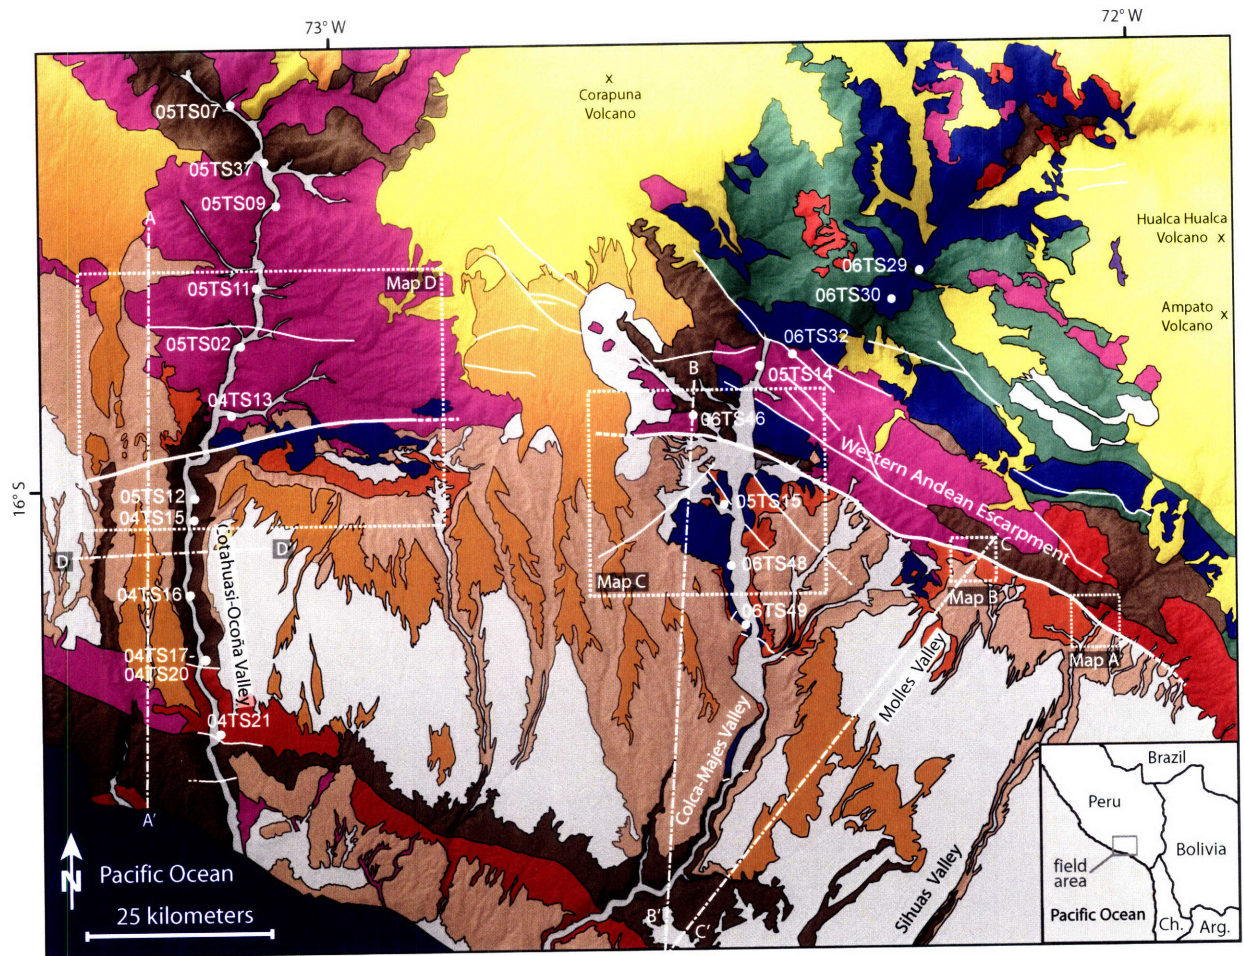 73° W
72° W
Corapuna
Volcano
05TS07
05TS37
05TS09
A
Hualca Hualca
Volcano
06TS29
05TS11
Map D
06TS30
Ampato
Volcano
05TS02
06TS32
05TS14
B
04TS13
06TS46
Western Andean Escarpment
16° S
05TS12
05TS15
04TS15
D
D'
C
Cotahuasi-Ocoña Valley
06TS48
Map C
04TS16
Map B
06TS49
04TS17-
04TS20
Map A
Molles Valley
04TS21
Colca-Majes Valley
Brazil
Peru
A'
Bolivia
N
Pacific Ocean
field
area
Sihuas Valley
25 kilometers
Pacific Ocean
B'
C'
Ch.
Arg.